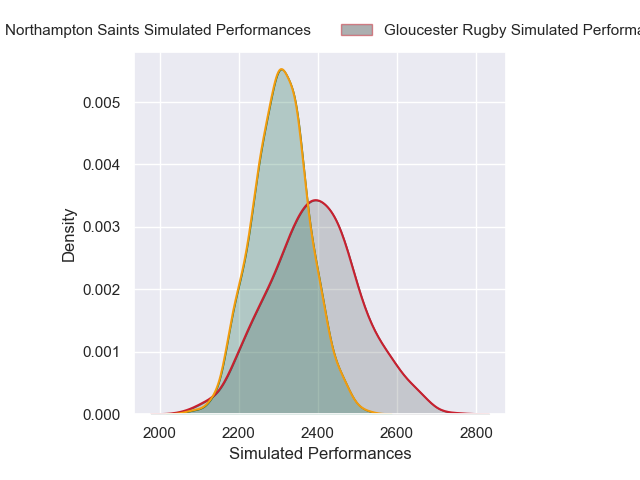 Northampton Saints Simulated Performances
Gloucester Rugby Simulated Performa
0.005
0.004
0.003
0.002
0.001
0.000
Density
2000 2200 2400 2600 2800
Simulated Performances